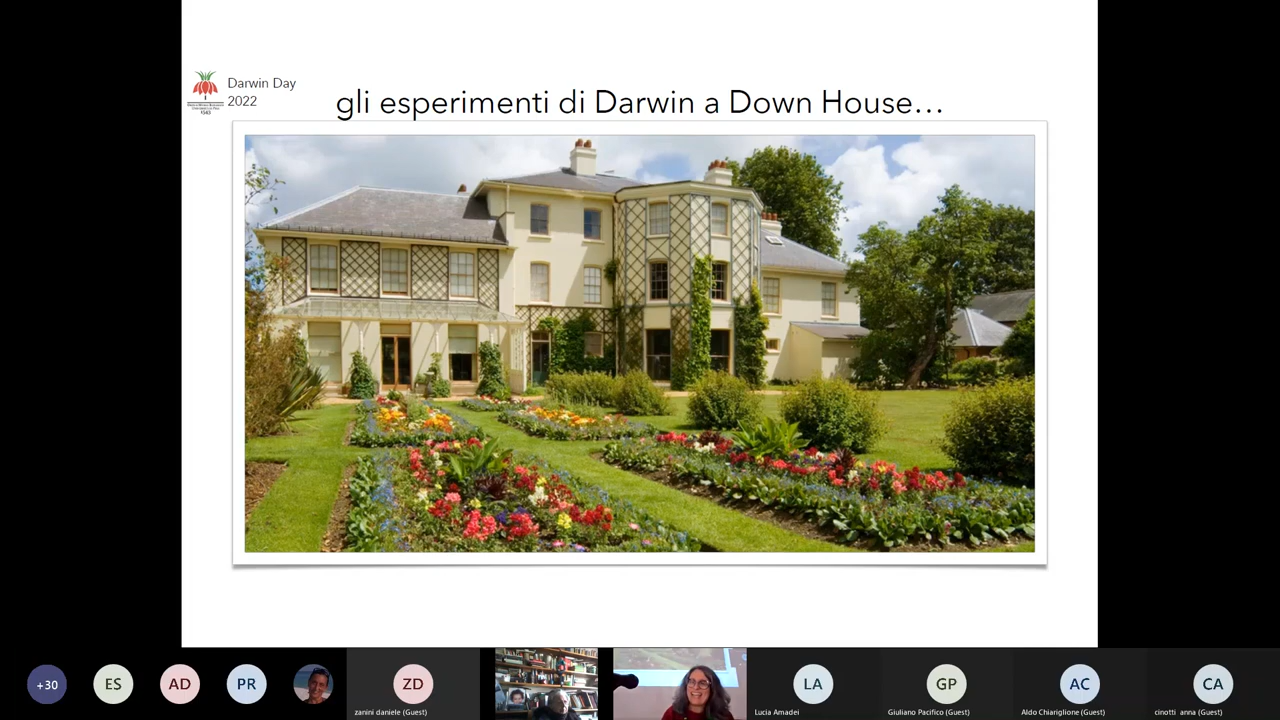 Darwin Day
2022
gli esperimenti di Darwin a Down House…
1543
+30
ES
AD
PR
ZD
LA
GP
AC
CA
zanini daniele (Guest)
Lucia Amadei
Giuliano Pacifico (Guest)
Aldo Chiariglione (Guest)
cinotti anna (Guest)